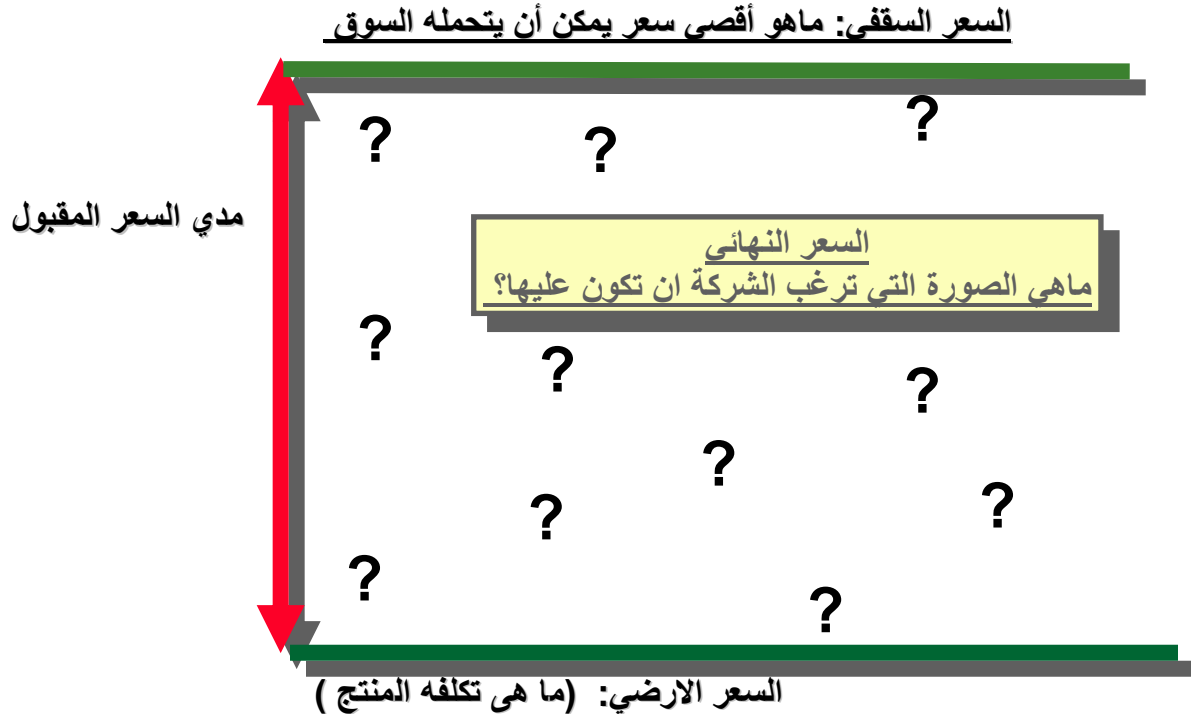 السعر السقفي: ماهو أقصى سعر يمكن أن يتحمله السوق
? ? ?
مدي السعر المقبول
السعر النهائي
ماهي الصورة التي ترغب الشركة ان تكون عليها؟
?
?
?
?
?
?
?
?
السعر الارضي: (ما هى تكلفه المنتج )